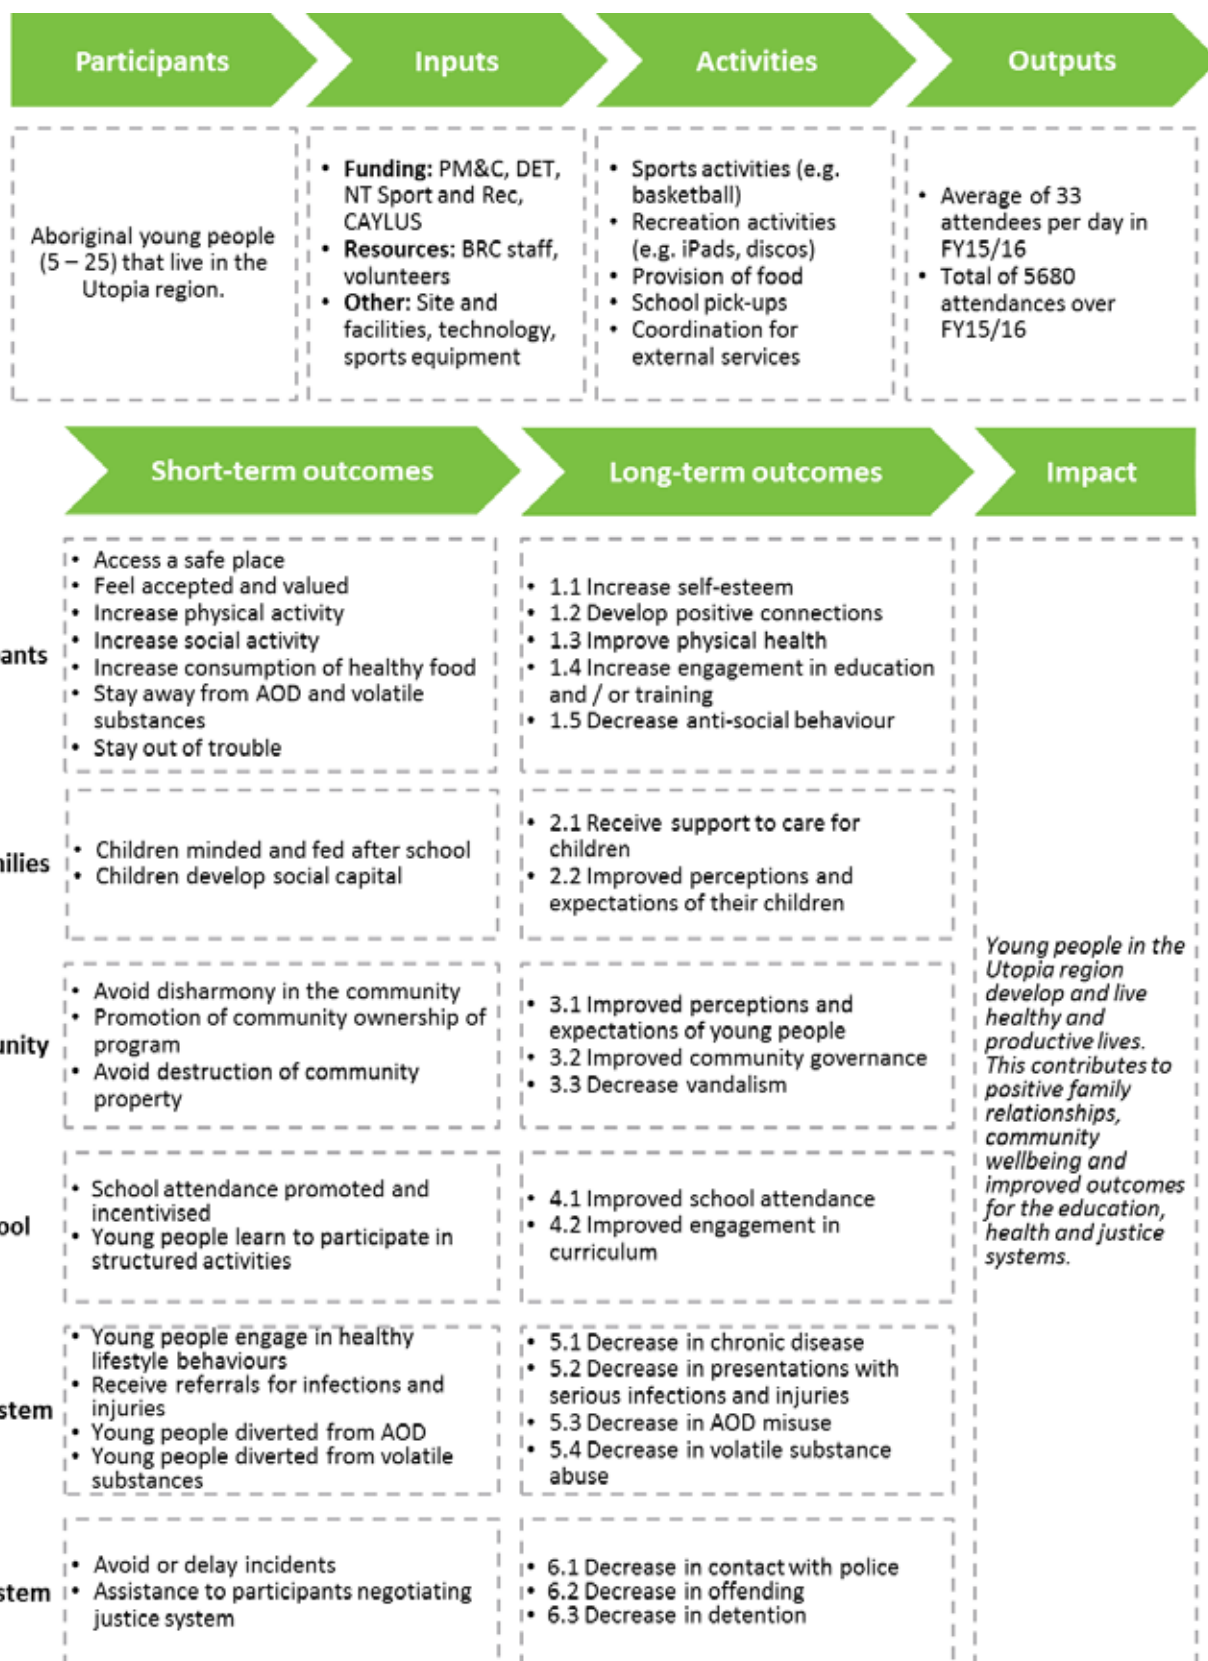 Participants
Inputs
Activities
Outputs
Aboriginal young people
(5 – 25) that live in the
Utopia region.
• Funding: PM&C, DET,
NT Sport and Rec,
CAYLUS
• Resources: BRC staff,
volunteers
• Other: Site and
facilities, technology,
sports equipment
• Sports activities (e.g.
basketball)
• Recreation activities
(e.g. iPads, discos)
• Provision of food
• School pick-ups
• Coordination for
external services
• Average of 33
attendees per day in
FY15/16
• Total of 5680
attendances over
FY15/16
Short-term outcomes
Long-term outcomes
Impact
ants
• Access a safe place
• Feel accepted and valued
• Increase physical activity
• Increase social activity
• Increase consumption of healthy food
• Stay away from AOD and volatile
substances
• Stay out of trouble
• 1.1 Increase self-esteem
• 1.2 Develop positive connections
• 1.3 Improve physical health
• 1.4 Increase engagement in education
and / or training
• 1.5 Decrease anti-social behaviour
nilies
• Children minded and fed after school
• Children develop social capital
• 2.1 Receive support to care for
children
• 2.2 Improved perceptions and
expectations of their children
unity
• Avoid disharmony in the community
• Promotion of community ownership of
program
• Avoid destruction of community
property
• 3.1 Improved perceptions and
expectations of young people
• 3.2 Improved community governance
• 3.3 Decrease vandalism
ool
• School attendance promoted and
incentivised
• Young people learn to participate in
structured activities
• 4.1 Improved school attendance
• 4.2 Improved engagement in
curriculum
stem
• Young people engage in healthy
lifestyle behaviours
• Receive referrals for infections and
injuries
• Young people diverted from AOD
• Young people diverted from volatile
substances
• 5.1 Decrease in chronic disease
• 5.2 Decrease in presentations with
serious infections and injuries
• 5.3 Decrease in AOD misuse
• 5.4 Decrease in volatile substance
abuse
stem
• Avoid or delay incidents
• Assistance to participants negotiating
justice system
• 6.1 Decrease in contact with police
• 6.2 Decrease in offending
• 6.3 Decrease in detention
Young people in the
Utopia region
develop and live
healthy and
productive lives.
This contributes to
positive family
relationships,
community
wellbeing and
improved outcomes
for the education,
health and justice
systems.